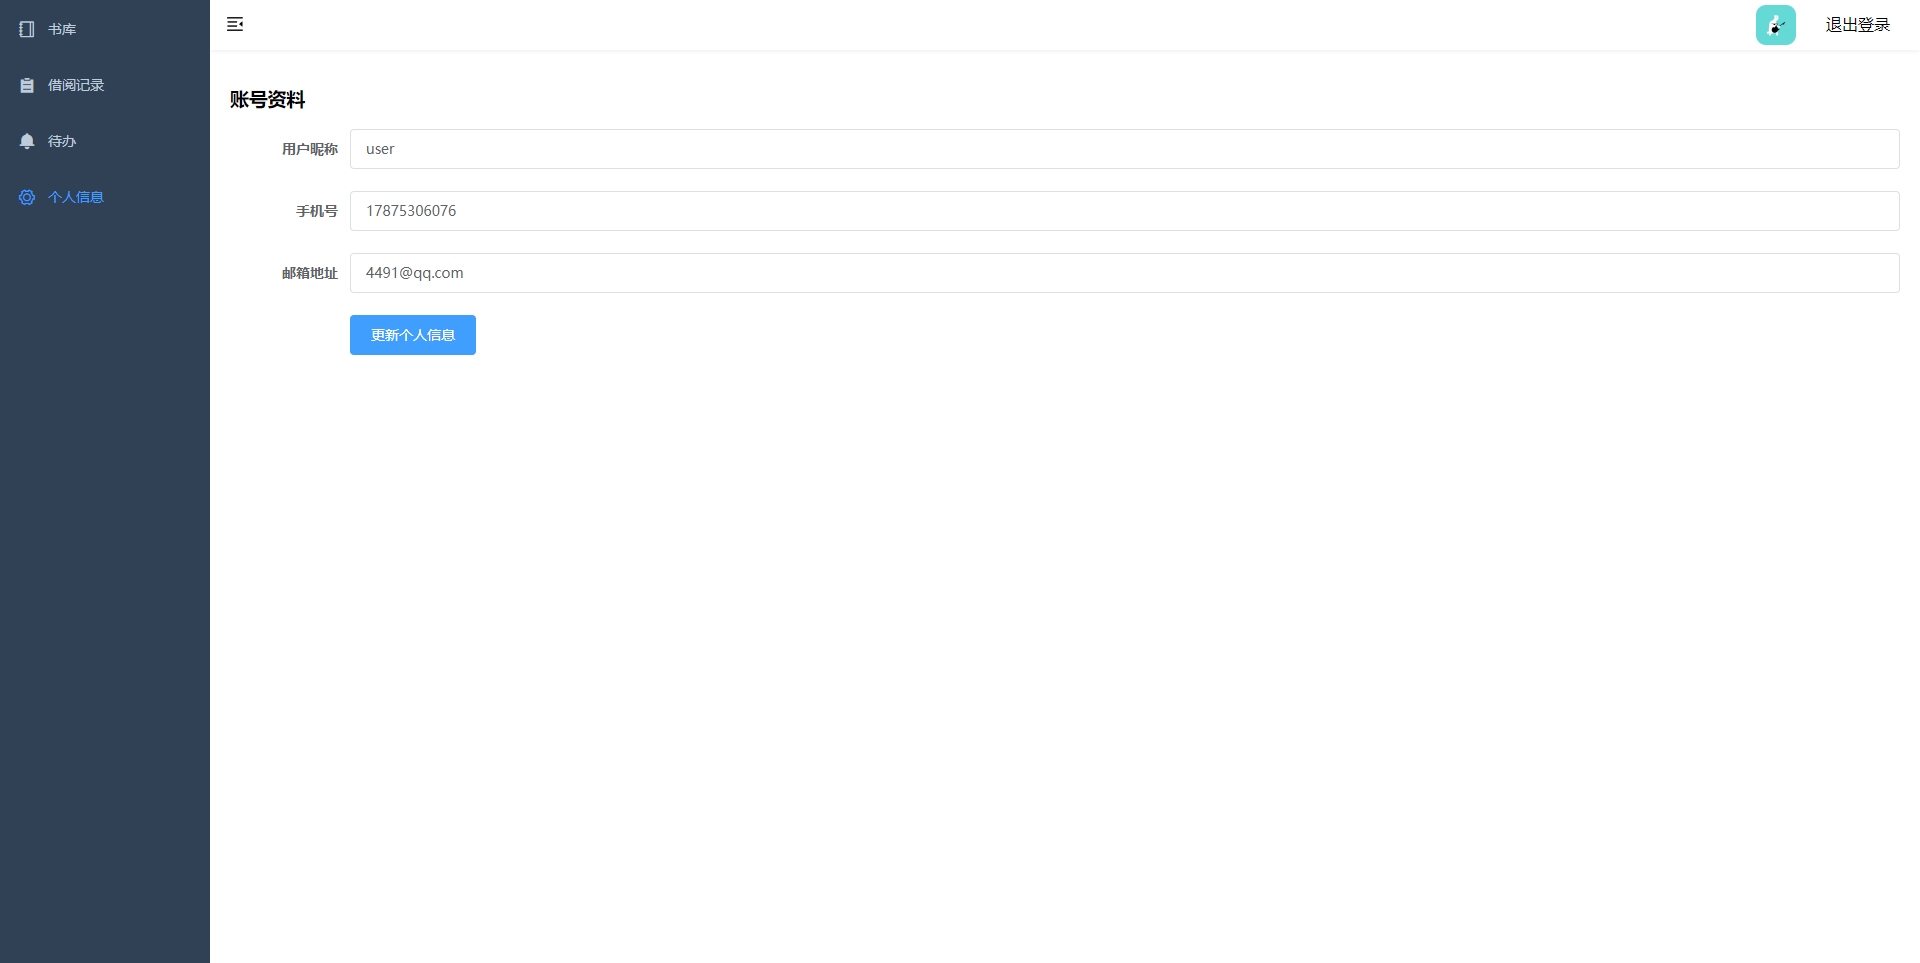 书库
借阅记录
待办
个人信息
退出登录
账号资料
用户昵称 user
手机号 17875306076
邮箱地址 4491@qq.com
更新个人信息